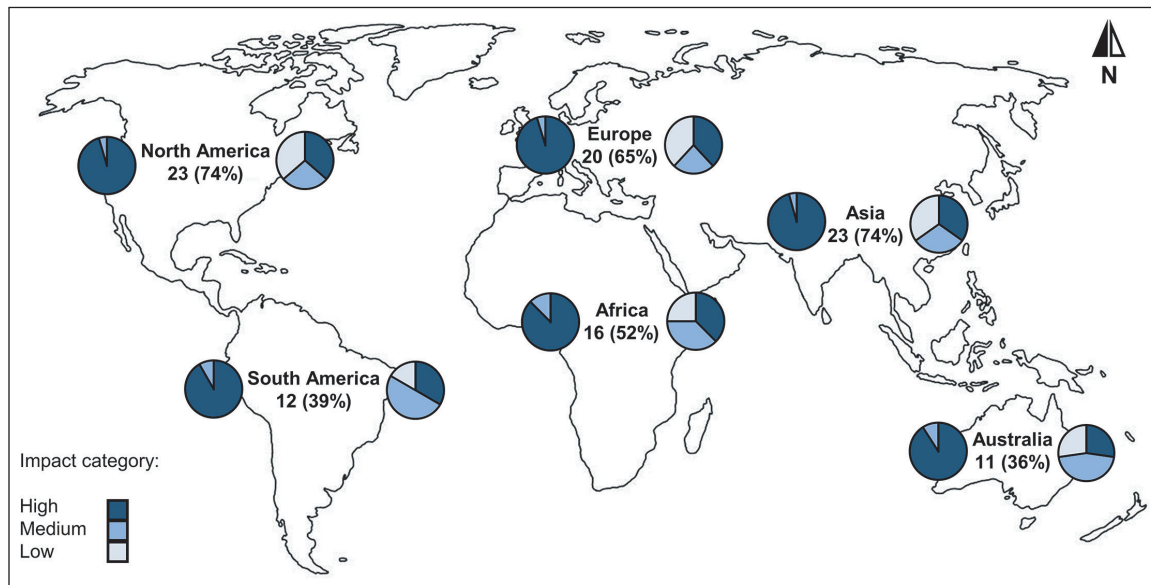 N
North America
23 (74%)
Europe
20 (65%)
Asia
23 (74%)
Africa
16 (52%)
South America
12 (39%)
Australia
11 (36%)
Impact category:
High
Medium
Low